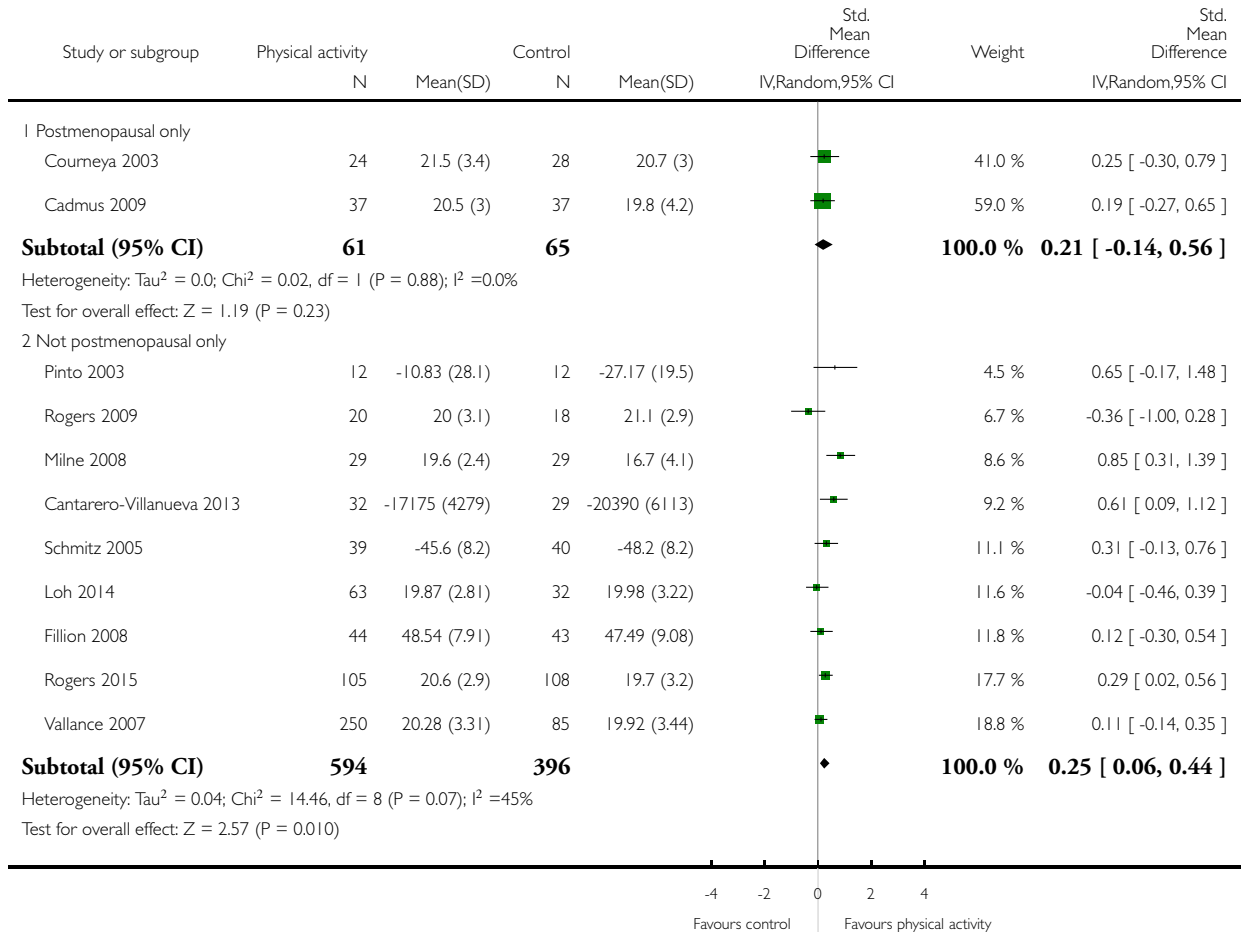 Std.
Mean
Difference
Std.
Mean
Difference
Study or subgroup Physical activity Control Weight
N Mean(SD) N Mean(SD) IV,Random,95% CI IV,Random,95% CI
1 Postmenopausal only
Courneya 2003 24 21.5 (3.4) 28 20.7 (3) 41.0 % 0.25 [ -0.30, 0.79 ]
Cadmus 2009 37 20.5 (3) 37 19.8 (4.2) 59.0 % 0.19 [ -0.27, 0.65 ]
Subtotal (95% CI) 61 65 100.0 % 0.21 [ -0.14, 0.56 ]
Heterogeneity: Tau² = 0.0; Chi² = 0.02, df = 1 (P = 0.88); I² =0.0%
Test for overall effect: Z = 1.19 (P = 0.23)
2 Not postmenopausal only
Pinto 2003 12 -10.83 (28.1) 12 -27.17 (19.5) 4.5 % 0.65 [ -0.17, 1.48 ]
Rogers 2009 20 20 (3.1) 18 21.1 (2.9) 6.7 % -0.36 [ -1.00, 0.28 ]
Milne 2008 29 19.6 (2.4) 29 16.7 (4.1) 8.6 % 0.85 [ 0.31, 1.39 ]
Cantarero-Villanueva 2013 32 -17175 (4279) 29 -20390 (6113) 9.2 % 0.61 [ 0.09, 1.12 ]
Schmitz 2005 39 -45.6 (8.2) 40 -48.2 (8.2) 11.1 % 0.31 [ -0.13, 0.76 ]
Loh 2014 63 19.87 (2.81) 32 19.98 (3.22) 11.6 % -0.04 [ -0.46, 0.39 ]
Fillion 2008 44 48.54 (7.91) 43 47.49 (9.08) 11.8 % 0.12 [ -0.30, 0.54 ]
Rogers 2015 105 20.6 (2.9) 108 19.7 (3.2) 17.7 % 0.29 [ 0.02, 0.56 ]
Vallance 2007 250 20.28 (3.31) 85 19.92 (3.44) 18.8 % 0.11 [ -0.14, 0.35 ]
Subtotal (95% CI) 594 396 100.0 % 0.25 [ 0.06, 0.44 ]
Heterogeneity: Tau² = 0.04; Chi² = 14.46, df = 8 (P = 0.07); I² =45%
Test for overall effect: Z = 2.57 (P = 0.010)
-4 -2 0 2 4
Favours control Favours physical activity